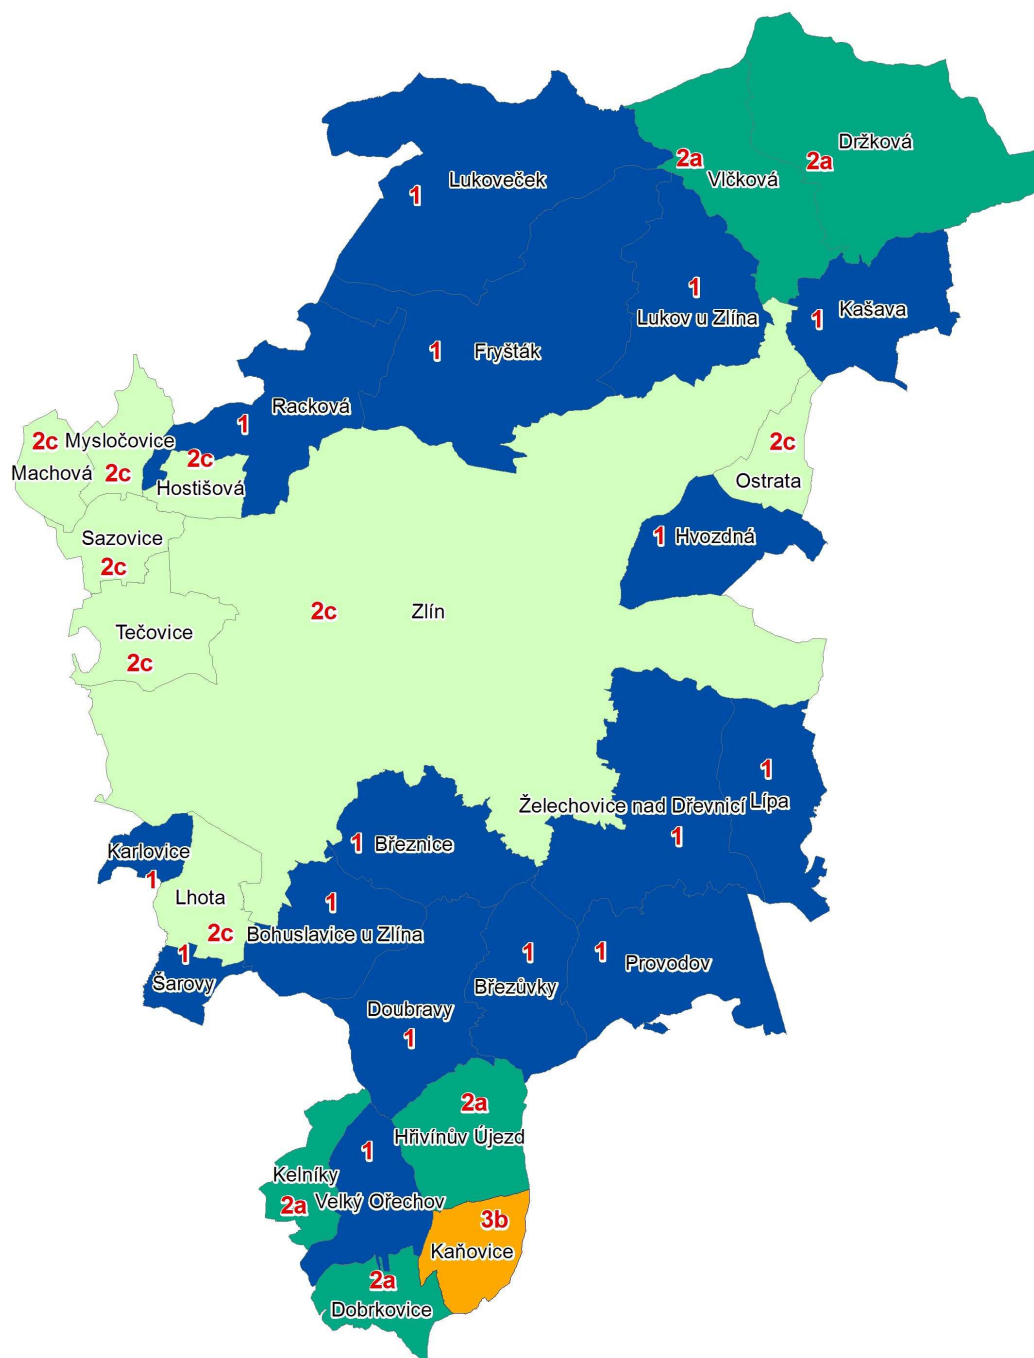 Držková
2a
2a
Vlčková
Lukoveček
1
1
Lukov u Zlína
Kašava
1
1
Fryšták
Racková
1
2c
Mysločovice
Machová
2c
2c
Hostišová
2c
Ostrata
Sazovice
2c
1
Hvozdná
2c
Zlín
Tečovice
2c
1
Želechovice nad Dřevnicí
Lípa
1
1
Březnice
Karlovice
1
Lhota
2c
1
Bohuslavice u Zlína
1
Šarovy
1
Březůvky
1
Provodov
Doubravy
1
2a
Hřivínův Újezd
1
Kelníky
2a
Velký Ořechov
3b
Kaňovice
2a
Dobrkovice